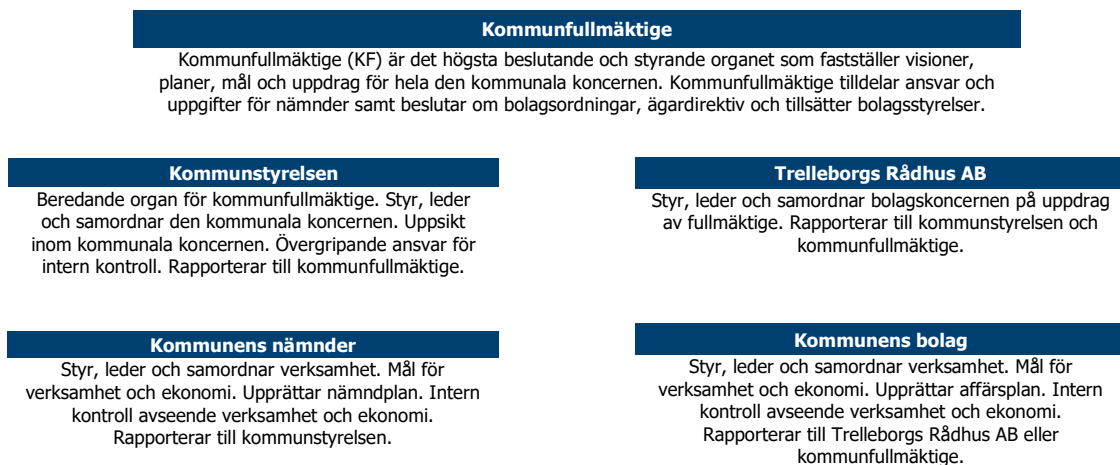 Kommunfullmäktige
Kommunfullmäktige (KF) är det högsta beslutande och styrande organet som fastställer visioner,
planer, mål och uppdrag för hela den kommunala koncernen. Kommunfullmäktige tilldelar ansvar och
uppgifter för nämnder samt beslutar om bolagsordningar, ägardirektiv och tillsätter bolagsstyrelser.
Kommunstyrelsen
Beredande organ för kommunfullmäktige. Styr, leder
och samordnar den kommunala koncernen. Uppsikt
inom kommunala koncernen. Övergripande ansvar för
intern kontroll. Rapporterar till kommunfullmäktige.
Trelleborgs Rådhus AB
Styr, leder och samordnar bolagskoncernen på uppdrag
av fullmäktige. Rapporterar till kommunstyrelsen och
kommunfullmäktige.
Kommunens nämnder
Styr, leder och samordnar verksamhet. Mål för
verksamhet och ekonomi. Upprättar nämndplan. Intern
kontroll avseende verksamhet och ekonomi.
Rapporterar till kommunstyrelsen.
Kommunens bolag
Styr, leder och samordnar verksamhet. Mål för
verksamhet och ekonomi. Upprättar affärsplan. Intern
kontroll avseende verksamhet och ekonomi.
Rapporterar till Trelleborgs Rådhus AB eller
kommunfullmäktige.